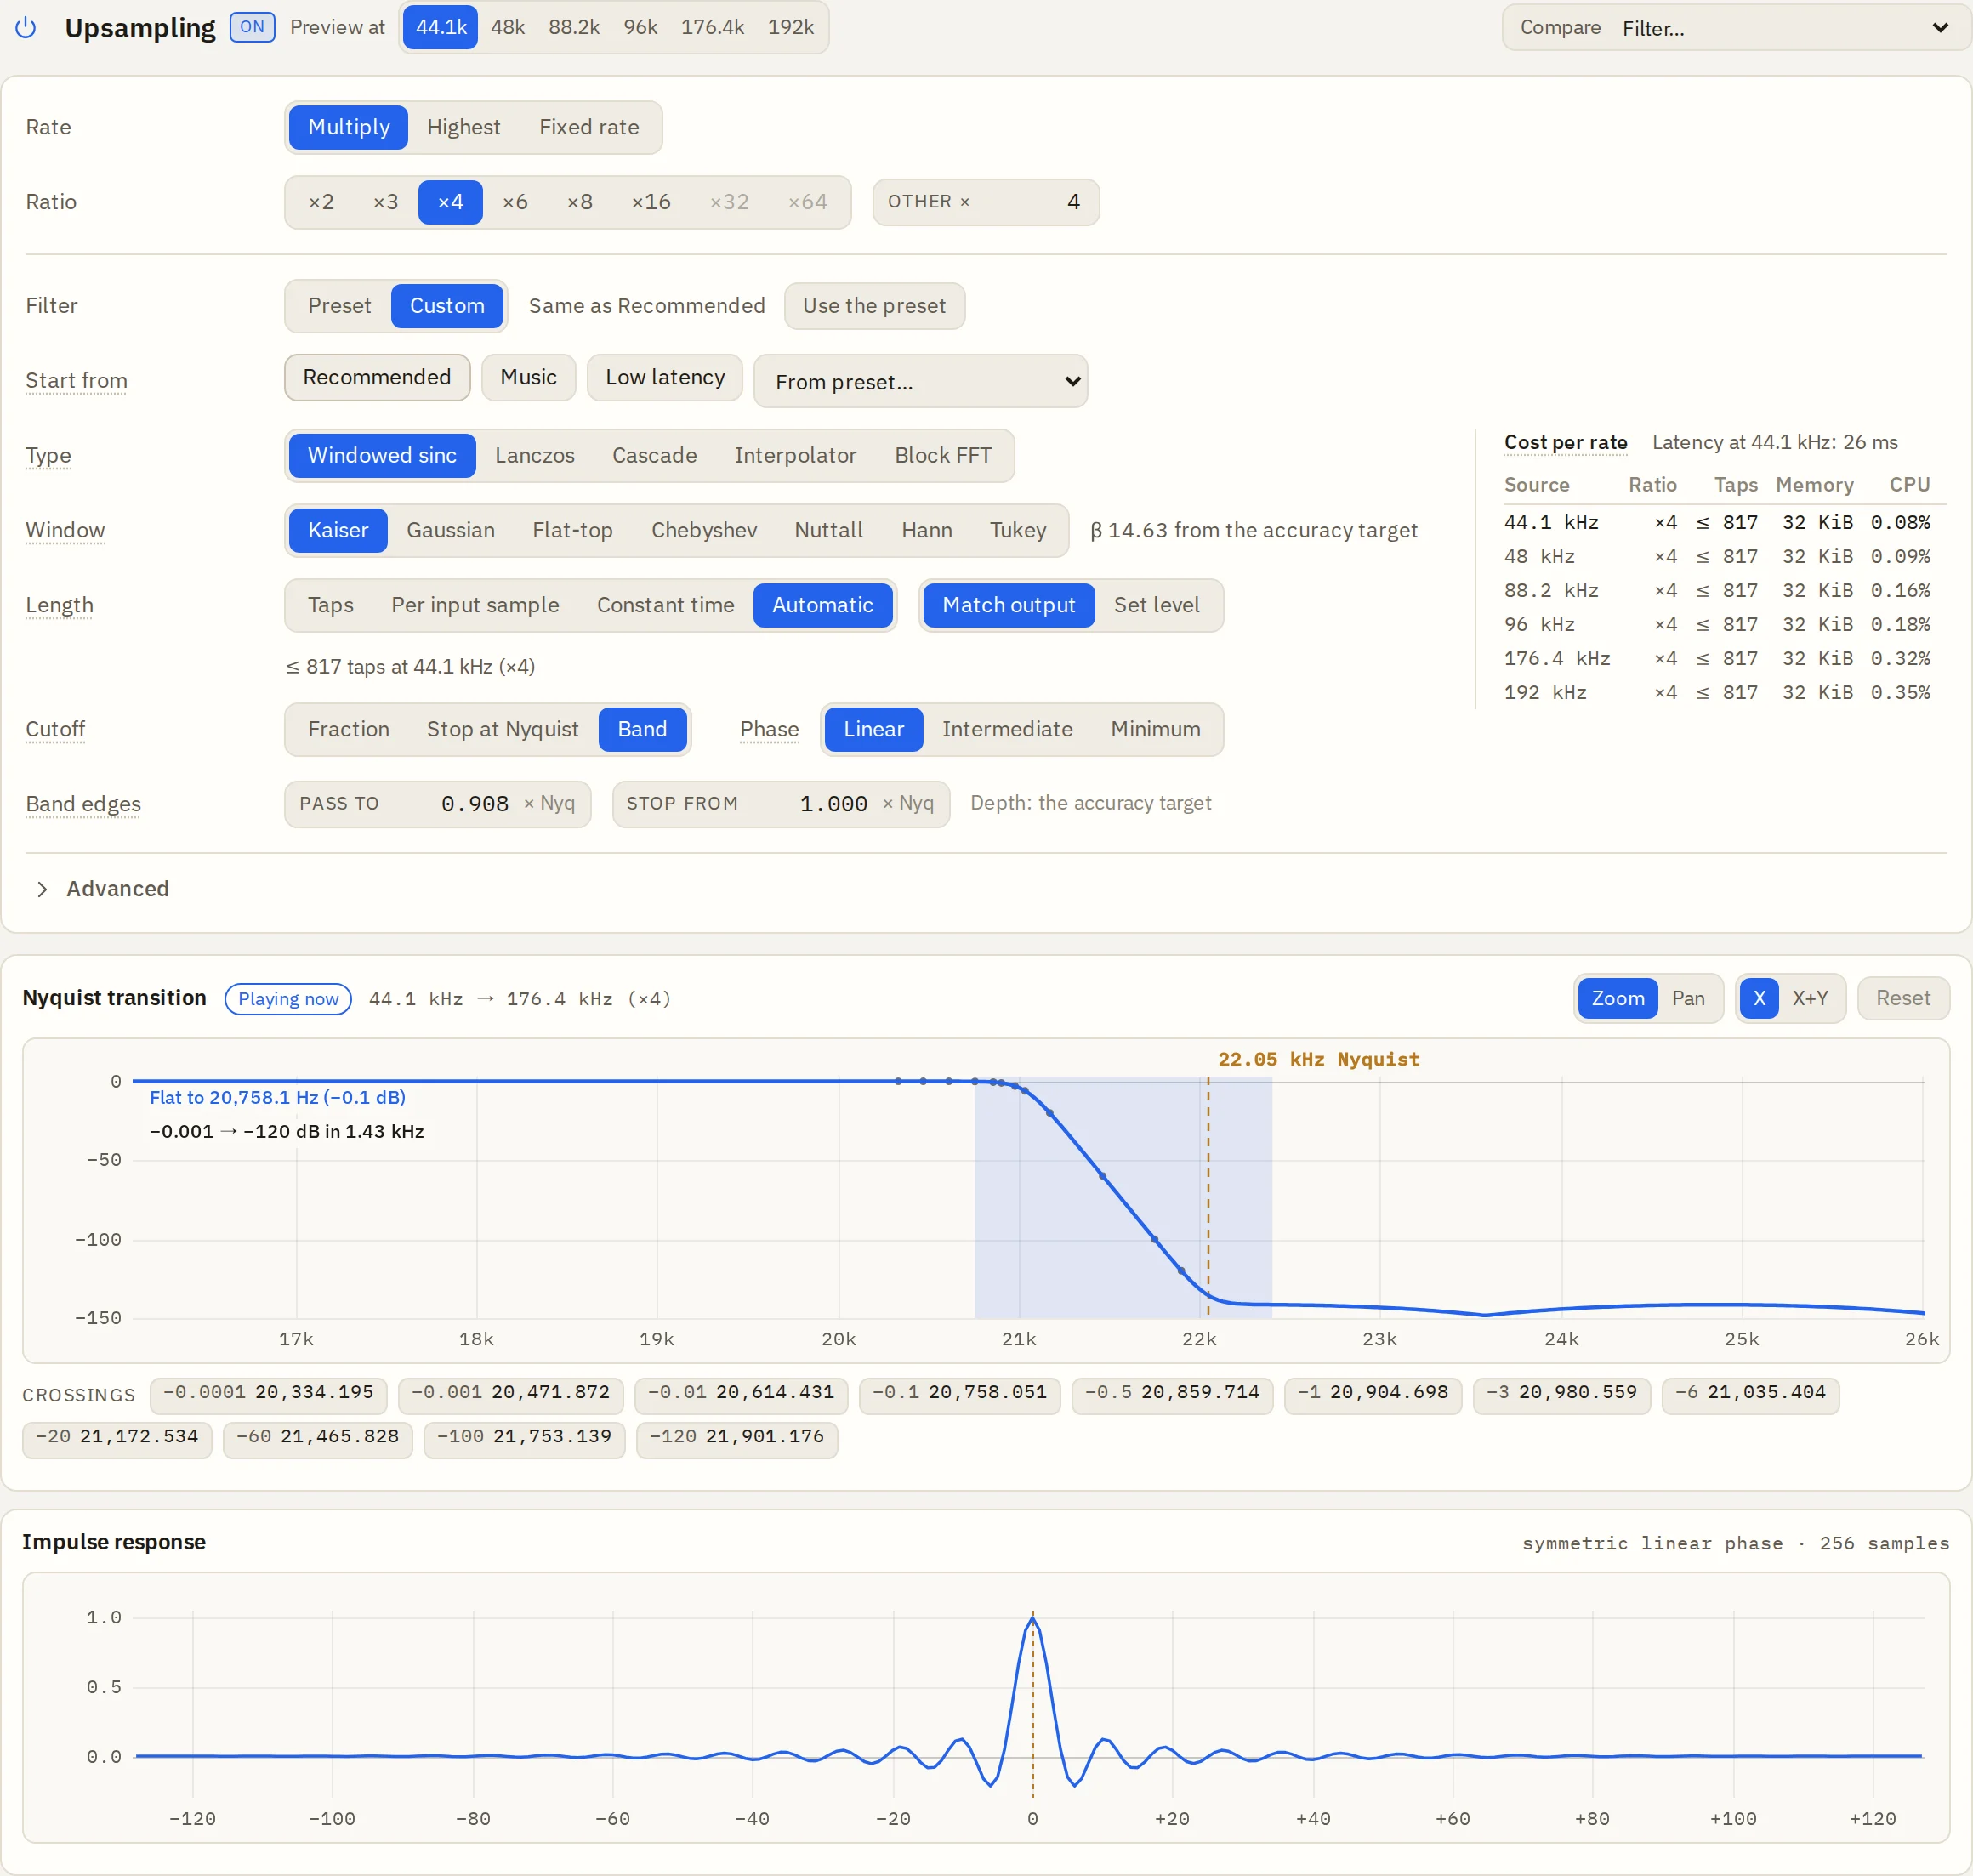 Upsampling ON Preview at 44.1k 48k 88.2k 96k 176.4k 192k Compare Filter...
Rate Multiply Highest Fixed rate
Ratio ×2 ×3 ×4 ×6 ×8 ×16 ×32 ×64 OTHER × 4
Filter Preset Custom Same as Recommended Use the preset
Start from Recommended Music Low latency From preset...
Type Windowed sinc Lanczos Cascade Interpolator Block FFT
Window Kaiser Gaussian Flat-top Chebyshev Nuttall Hann Tukey β 14.63 from the accuracy target
Length Taps Per input sample Constant time Automatic Match output Set level
≤ 817 taps at 44.1 kHz (×4)
Cutoff Fraction Stop at Nyquist Band Phase Linear Intermediate Minimum
Band edges PASS TO 0.908 × Nyq STOP FROM 1.000 × Nyq Depth: the accuracy target
Cost per rate Latency at 44.1 kHz: 26 ms
Source Ratio Taps Memory CPU
44.1 kHz ×4 ≤ 817 32 KiB 0.08%
48 kHz ×4 ≤ 817 32 KiB 0.09%
88.2 kHz ×4 ≤ 817 32 KiB 0.16%
96 kHz ×4 ≤ 817 32 KiB 0.18%
176.4 kHz ×4 ≤ 817 32 KiB 0.32%
192 kHz ×4 ≤ 817 32 KiB 0.35%
Advanced
Nyquist transition Playing now 44.1 kHz → 176.4 kHz (×4) Zoom Pan X X+Y Reset
22.05 kHz Nyquist
0
Flat to 20,758.1 Hz (−0.1 dB)
−0.001 → −120 dB in 1.43 kHz
−50
−100
−150
17k 18k 19k 20k 21k 22k 23k 24k 25k 26k
CROSSINGS −0.0001 20,334.195 −0.001 20,471.872 −0.01 20,614.431 −0.1 20,758.051 −0.5 20,859.714 −1 20,904.698 −3 20,980.559 −6 21,035.404
−20 21,172.534 −60 21,465.828 −100 21,753.139 −120 21,901.176
Impulse response symmetric linear phase · 256 samples
1.0
0.5
0.0
−120 −100 −80 −60 −40 −20 0 +20 +40 +60 +80 +100 +120